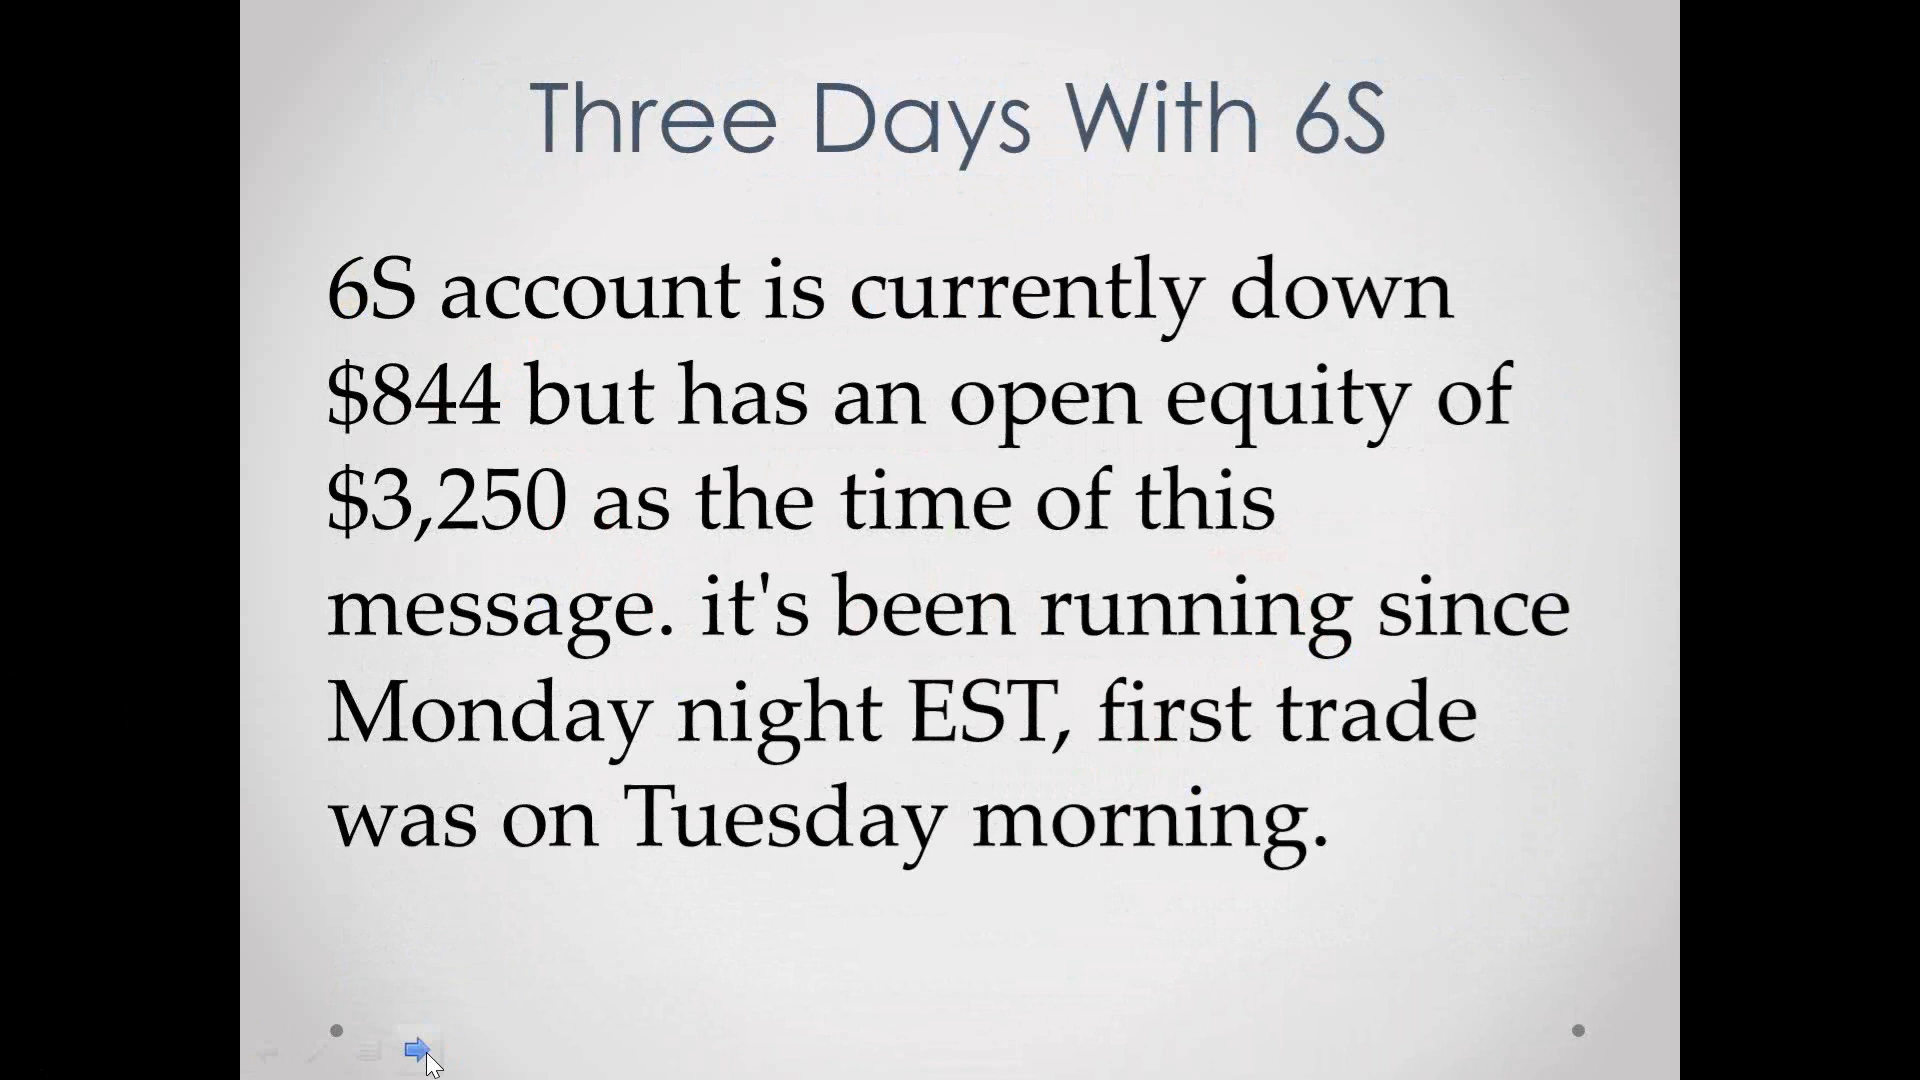 Three Days With 6S
6S account is currently down
$844 but has an open equity of
$3,250 as the time of this
message. it's been running since
Monday night EST, first trade
was on Tuesday morning.